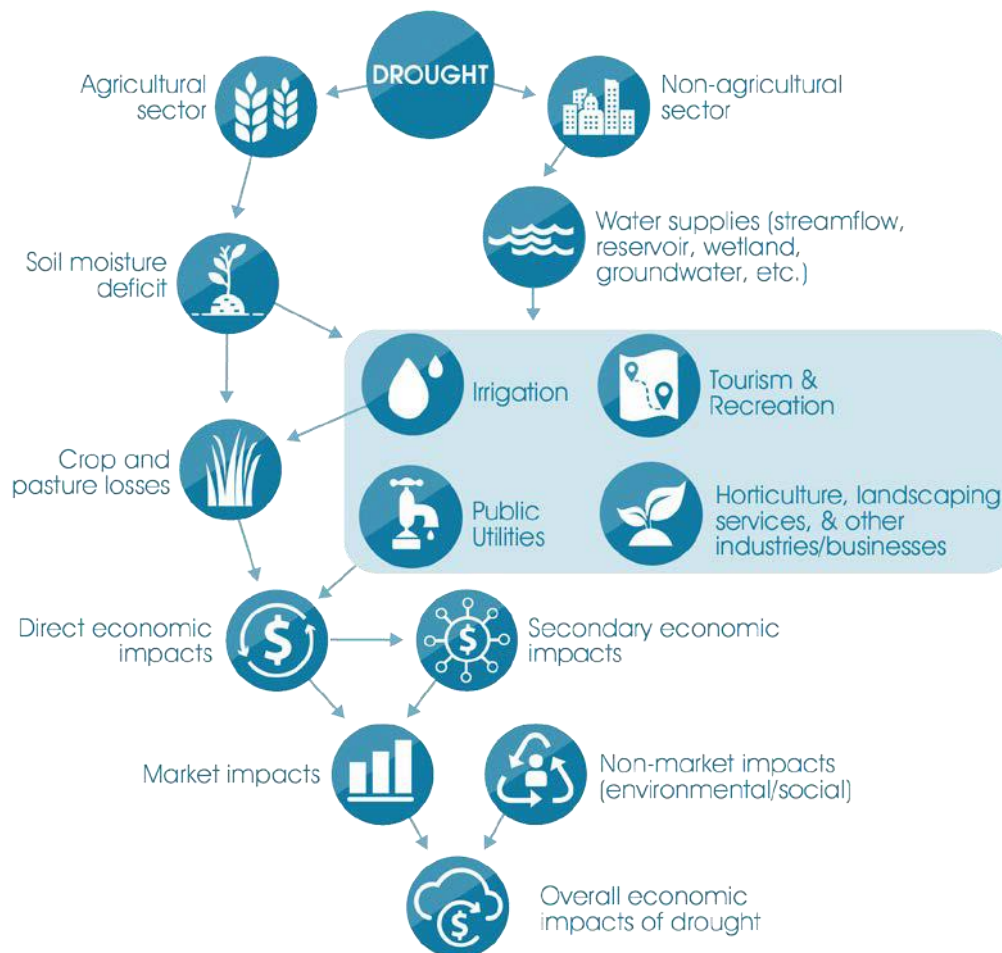 DROUGHT
Agricultural
sector
Non-agricultural
sector
Water supplies (streamflow,
reservoir, wetland,
groundwater, etc.)
Soil moisture
deficit
Irrigation
Tourism &
Recreation
Crop and
pasture losses
Public
Utilities
Horticulture, landscaping
services, & other
industries/businesses
Direct economic
impacts
Secondary economic
impacts
Market impacts
Non-market impacts
(environmental/social)
Overall economic
impacts of drought